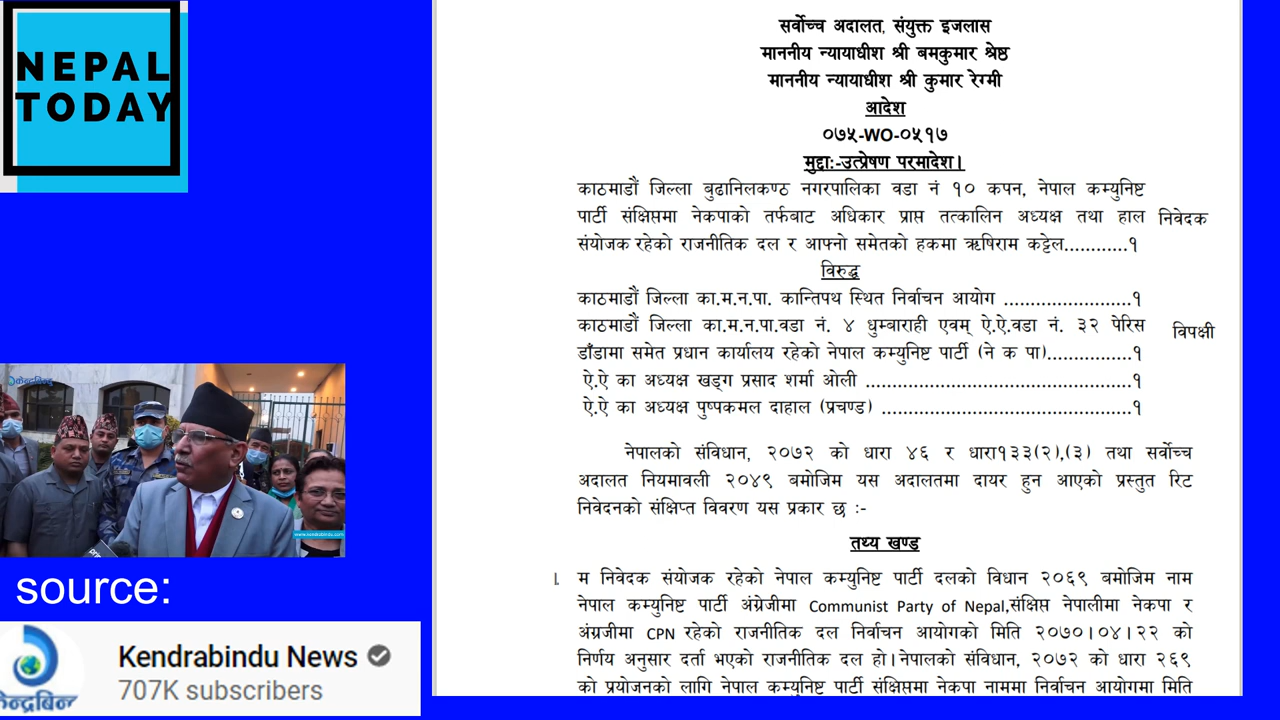 NEPAL
TODAY
केन्द्रबिन्दु
www.kendrabindu.com
source:
Kendrabindu News
707K subscribers
सर्वोच्च अदालत, संयुक्त इजलास
माननीय न्यायाधीश श्री बमकुमार श्रेष्ठ
माननीय न्यायाधीश श्री कुमार रेग्मी
आदेश
०७५-WO-०५१७
मुद्दाः-उत्प्रेषण परमादेश।
काठमाडौं जिल्ला बुढानिलकण्ठ नगरपालिका वडा नं १० कपन, नेपाल कम्युनिष्ट
पार्टी संक्षिप्तमा नेकपाको तर्फबाट अधिकार प्राप्त तत्कालिन अध्यक्ष तथा हाल निवेदक
संयोजक रहेको राजनीतिक दल र आफ्नो समेतको हकमा ऋषिराम कट्टेल............१
विरुद्ध
काठमाडौं जिल्ला का.म.न.पा. कान्तिपथ स्थित निर्वाचन आयोग ......................१
काठमाडौं जिल्ला का.म.न.पा.वडा नं. ४ धुम्बाराही एवम् ऐ.ऐ.वडा नं. ३२ पेरिस विपक्षी
डाँडामा समेत प्रधान कार्यालय रहेको नेपाल कम्युनिष्ट पार्टी (ने क पा)................१
ऐ.ऐ का अध्यक्ष खड्ग प्रसाद शर्मा ओली .............................................१
ऐ.ऐ का अध्यक्ष पुष्पकमल दाहाल (प्रचण्ड) ..........................................१
नेपालको संविधान, २०७२ को धारा ४६ र धारा१३३(२),(३) तथा सर्वोच्च
अदालत नियमावली २०४९ बमोजिम यस अदालतमा दायर हुन आएको प्रस्तुत रिट
निवेदनको संक्षिप्त विवरण यस प्रकार छ :-
तथ्य खण्ड
म निवेदक संयोजक रहेको नेपाल कम्युनिष्ट पार्टी दलको विधान २०६९ बमोजिम नाम
नेपाल कम्युनिष्ट पार्टी अंग्रेजीमा Communist Party of Nepal,संक्षिप्त नेपालीमा नेकपा र
अंग्रजीमा CPN रहेको राजनीतिक दल निर्वाचन आयोगको मिति २०७०।०४।२२ को
निर्णय अनुसार दर्ता भएको राजनीतिक दल हो। नेपालको संविधान, २०७२ को धारा २६९
को प्रयोजनको लागि नेपाल कम्युनिष्ट पार्टी संक्षिप्तमा नेकपा नाममा निर्वाचन आयोगमा मिति